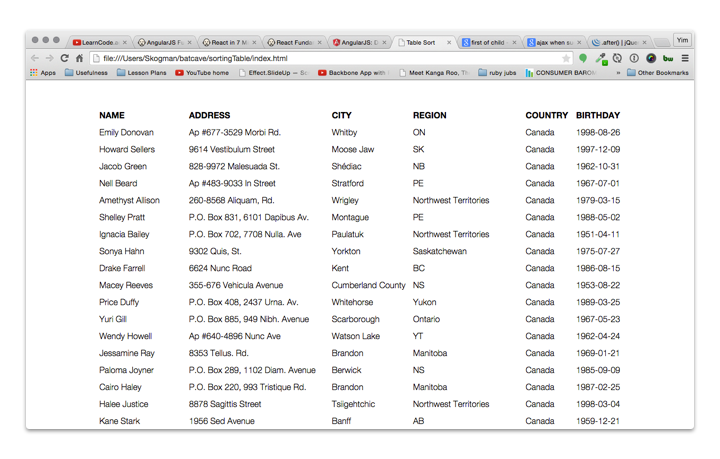 LearnCode.a
AngularJS Fo
React in 7 M
React Funda
AngularJS: D
Table Sort
first of child
ajax when su
.after() | jQue
Yim
file:///Users/Skogman/batcave/sortingTable/index.html
Apps Usefulness Lesson Plans YouTube home Effect.SlideUp — Sc Backbone App with Meet Kanga Roo, Th ruby jobs CONSUMER BARO » Other Bookmarks
NAME ADDRESS CITY REGION COUNTRY BIRTHDAY
Emily Donovan Ap #677-3529 Morbi Rd. Whitby ON Canada 1998-08-26
Howard Sellers 9614 Vestibulum Street Moose Jaw SK Canada 1997-12-09
Jacob Green 828-9972 Malesuada St. Shédiac NB Canada 1962-10-31
Nell Beard Ap #483-9033 In Street Stratford PE Canada 1967-07-01
Amethyst Allison 260-8568 Aliquam, Rd. Wrigley Northwest Territories Canada 1979-03-15
Shelley Pratt P.O. Box 831, 6101 Dapibus Av. Montague PE Canada 1988-05-02
Ignacia Bailey P.O. Box 702, 7708 Nulla. Ave Paulatuk Northwest Territories Canada 1951-04-11
Sonya Hahn 9302 Quis, St. Yorkton Saskatchewan Canada 1975-07-27
Drake Farrell 6624 Nunc Road Kent BC Canada 1986-08-15
Macey Reeves 355-676 Vehicula Avenue Cumberland County NS Canada 1953-08-22
Price Duffy P.O. Box 408, 2437 Urna. Av. Whitehorse Yukon Canada 1989-03-25
Yuri Gill P.O. Box 885, 949 Nibh. Avenue Scarborough Ontario Canada 1967-05-23
Wendy Howell Ap #640-4896 Nunc Ave Watson Lake YT Canada 1962-04-24
Jessamine Ray 8353 Tellus. Rd. Brandon Manitoba Canada 1969-01-21
Paloma Joyner P.O. Box 289, 1102 Diam. Avenue Berwick NS Canada 1985-09-09
Cairo Haley P.O. Box 220, 993 Tristique Rd. Brandon Manitoba Canada 1987-02-25
Halee Justice 8878 Sagittis Street Tsiigehtchic Northwest Territories Canada 1998-03-04
Kane Stark 1956 Sed Avenue Banff AB Canada 1959-12-21